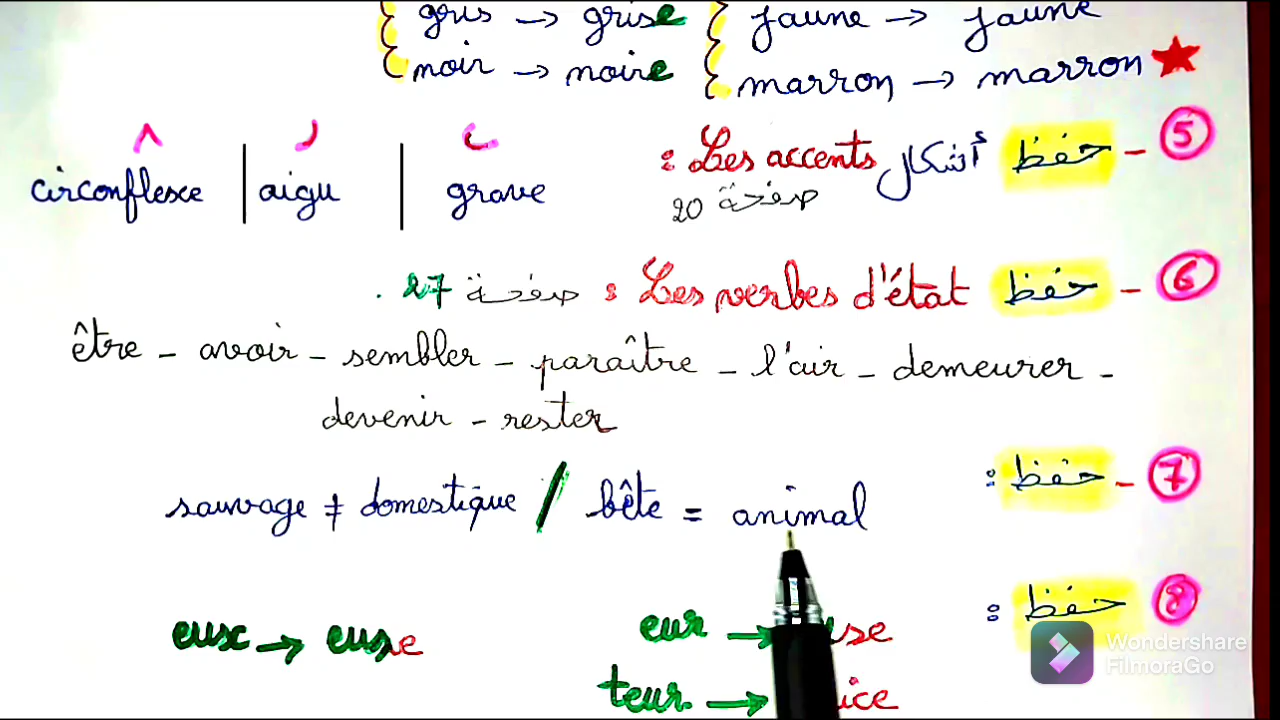 gris → grise jaune → jaune
noir → noire marron → marron
5 - حفظ أشكال Les accents :
صفحة 20
circonflexe | aigu | grave
6 - حفظ Les verbes d'état : صفحة 27 .
être - avoir - sembler - paraître - l'air - demeurer -
devenir - rester
7 - حفظ :
sauvage ≠ domestique / bête = animal
8 حفظ :
eux → euse eur →
teur →
Wondershare
FilmoraGo